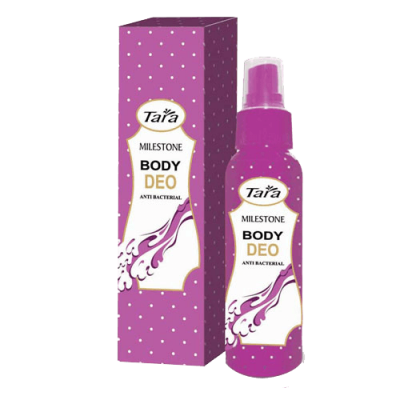 Tara
MILESTONE
BODY
DEO
ANTI BACTERIAL
Tara
MILESTONE
BODY
DEO
ANTI BACTERIAL